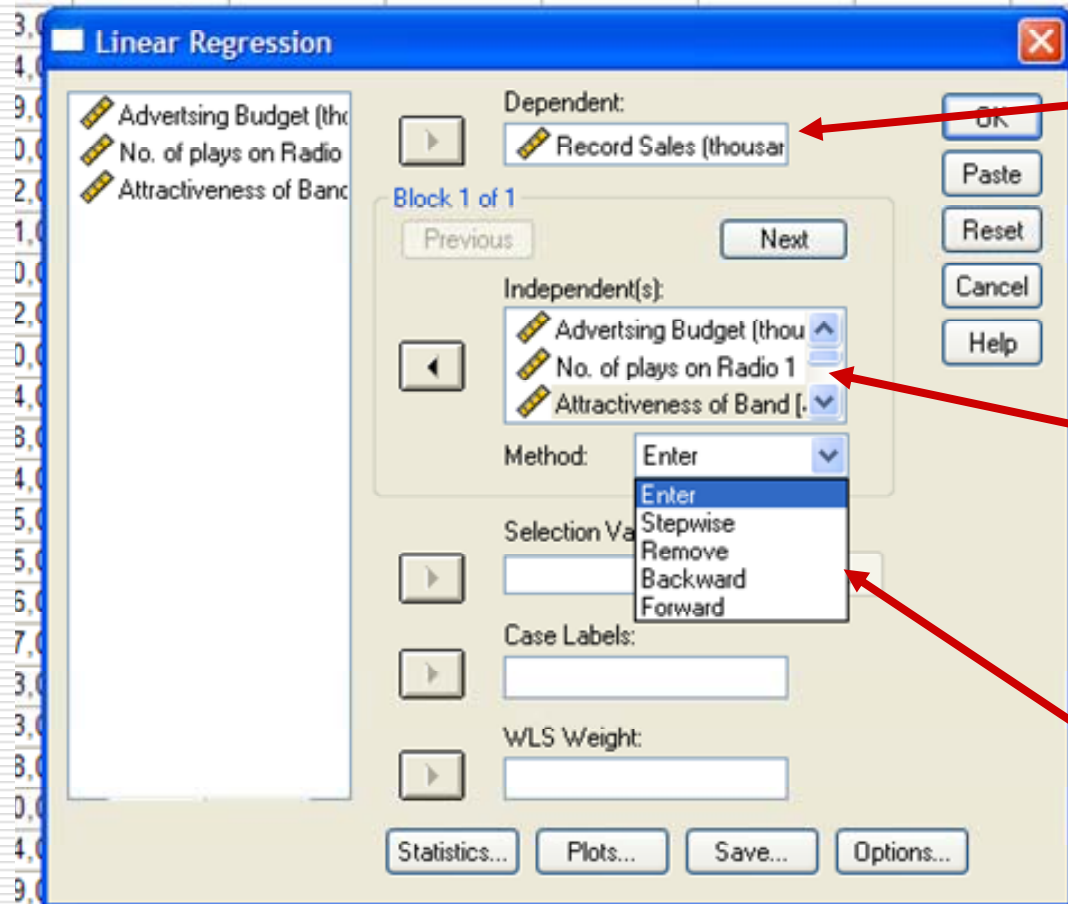 Linear Regression
Advertsing Budget (tho
No. of plays on Radio
Attractiveness of Banc
Dependent:
Record Sales (thousar
Block 1 of 1
Previous
Next
Independent(s):
Advertsing Budget (thou
No. of plays on Radio 1
Attractiveness of Band [.
Method:
Enter
Enter
Stepwise
Remove
Backward
Forward
Selection Va
Case Labels:
WLS Weight:
OK
Paste
Reset
Cancel
Help
Statistics...
Plots...
Save...
Options...